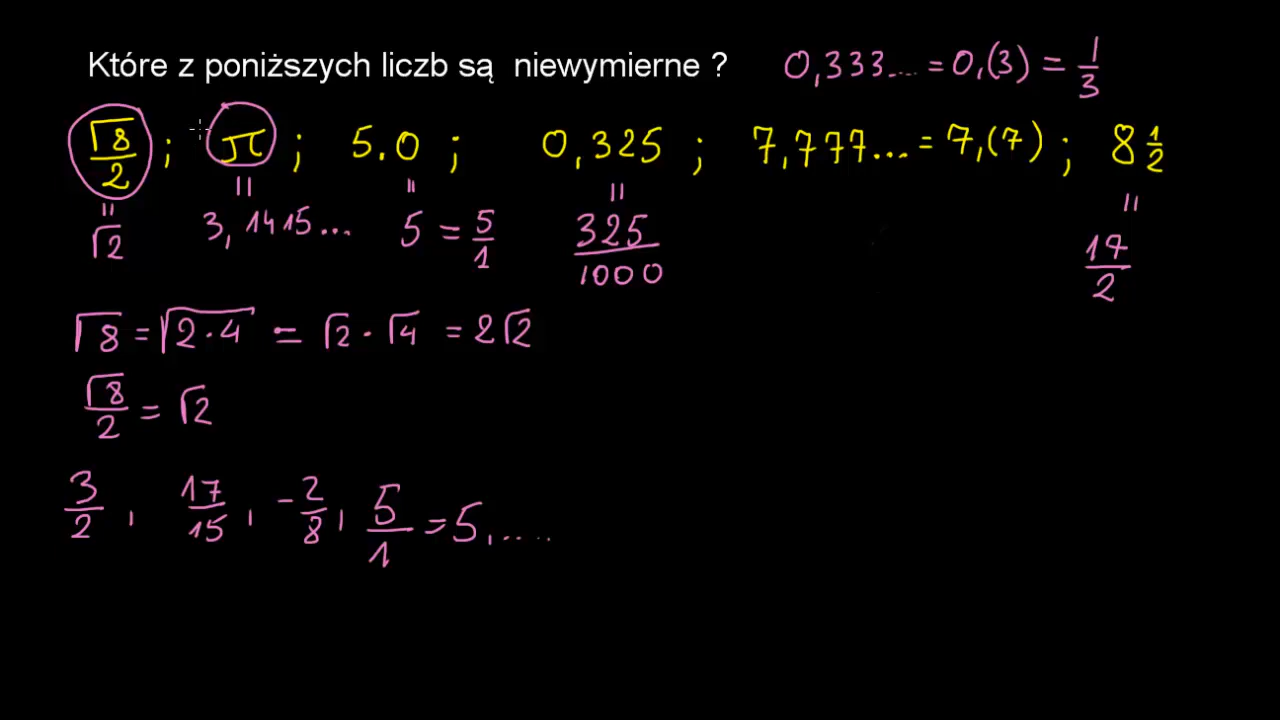 Które z poniższych liczb są niewymierne ? 0,333... = 0,(3) = 1/3
√8/2 ; π ; 5.0 ; 0,325 ; 7,777... = 7,(7) ; 8 1/2
= √2 = 3,1415... = 5 = 5/1 = 325/1000 = 17/2
√8 = √2·4 = √2 · √4 = 2√2
√8/2 = √2
3/2 , 17/15 , -2/8 , 5/1 = 5, .....